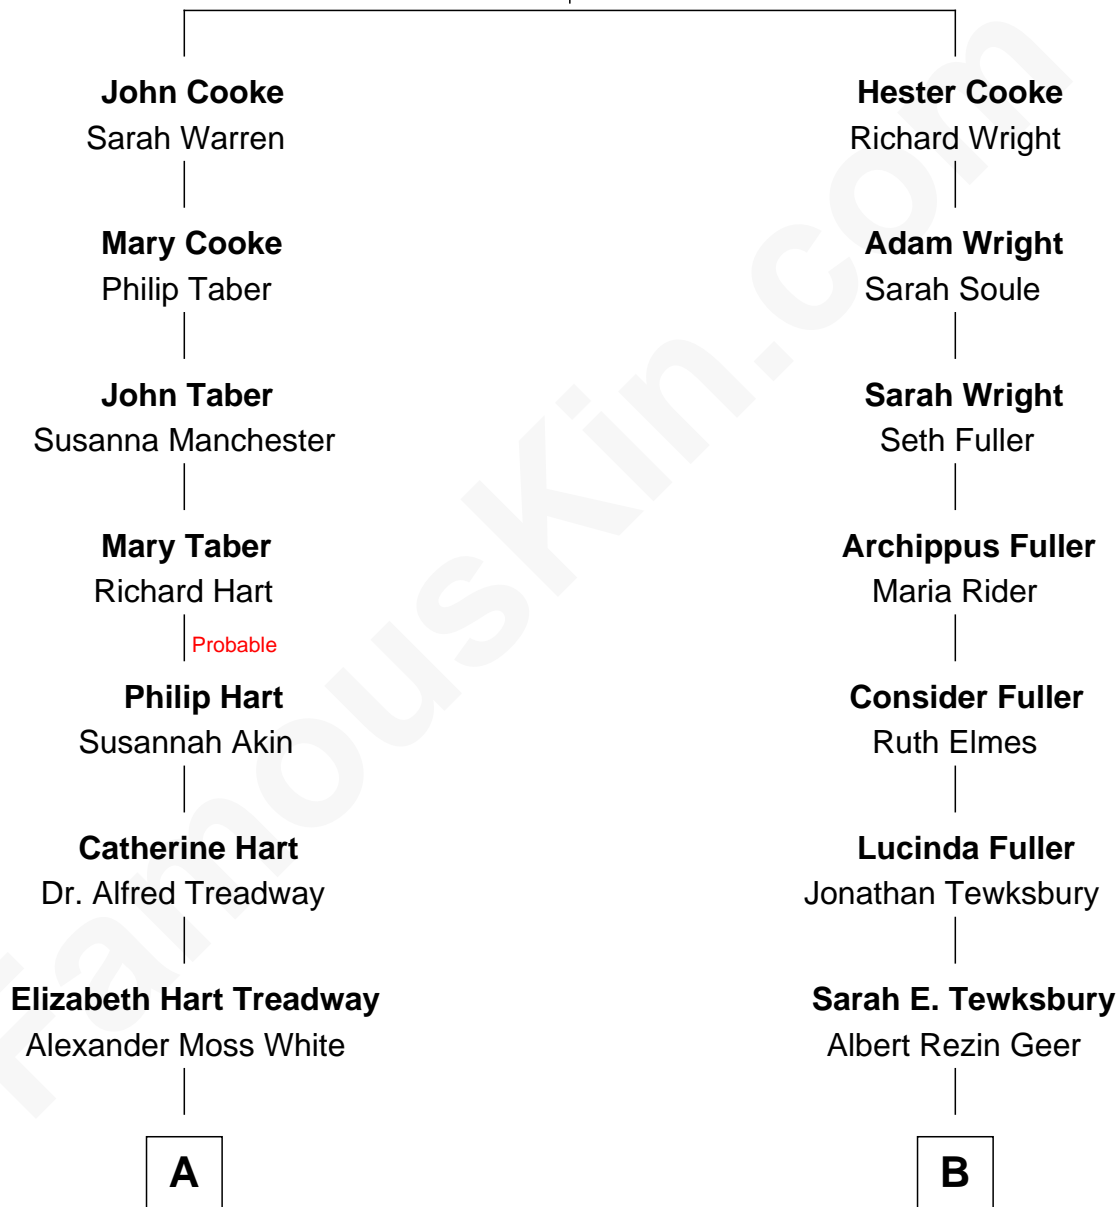 John Cooke
Sarah Warren
Mary Cooke
Philip Taber
John Taber
Susanna Manchester
Mary Taber
Richard Hart
Probable
Philip Hart
Susannah Akin
Catherine Hart
Dr. Alfred Treadway
Elizabeth Hart Treadway
Alexander Moss White
A
Hester Cooke
Richard Wright
Adam Wright
Sarah Soule
Sarah Wright
Seth Fuller
Archippus Fuller
Maria Rider
Consider Fuller
Ruth Elmes
Lucinda Fuller
Jonathan Tewksbury
Sarah E. Tewksbury
Albert Rezin Geer
B
FamousKin.com